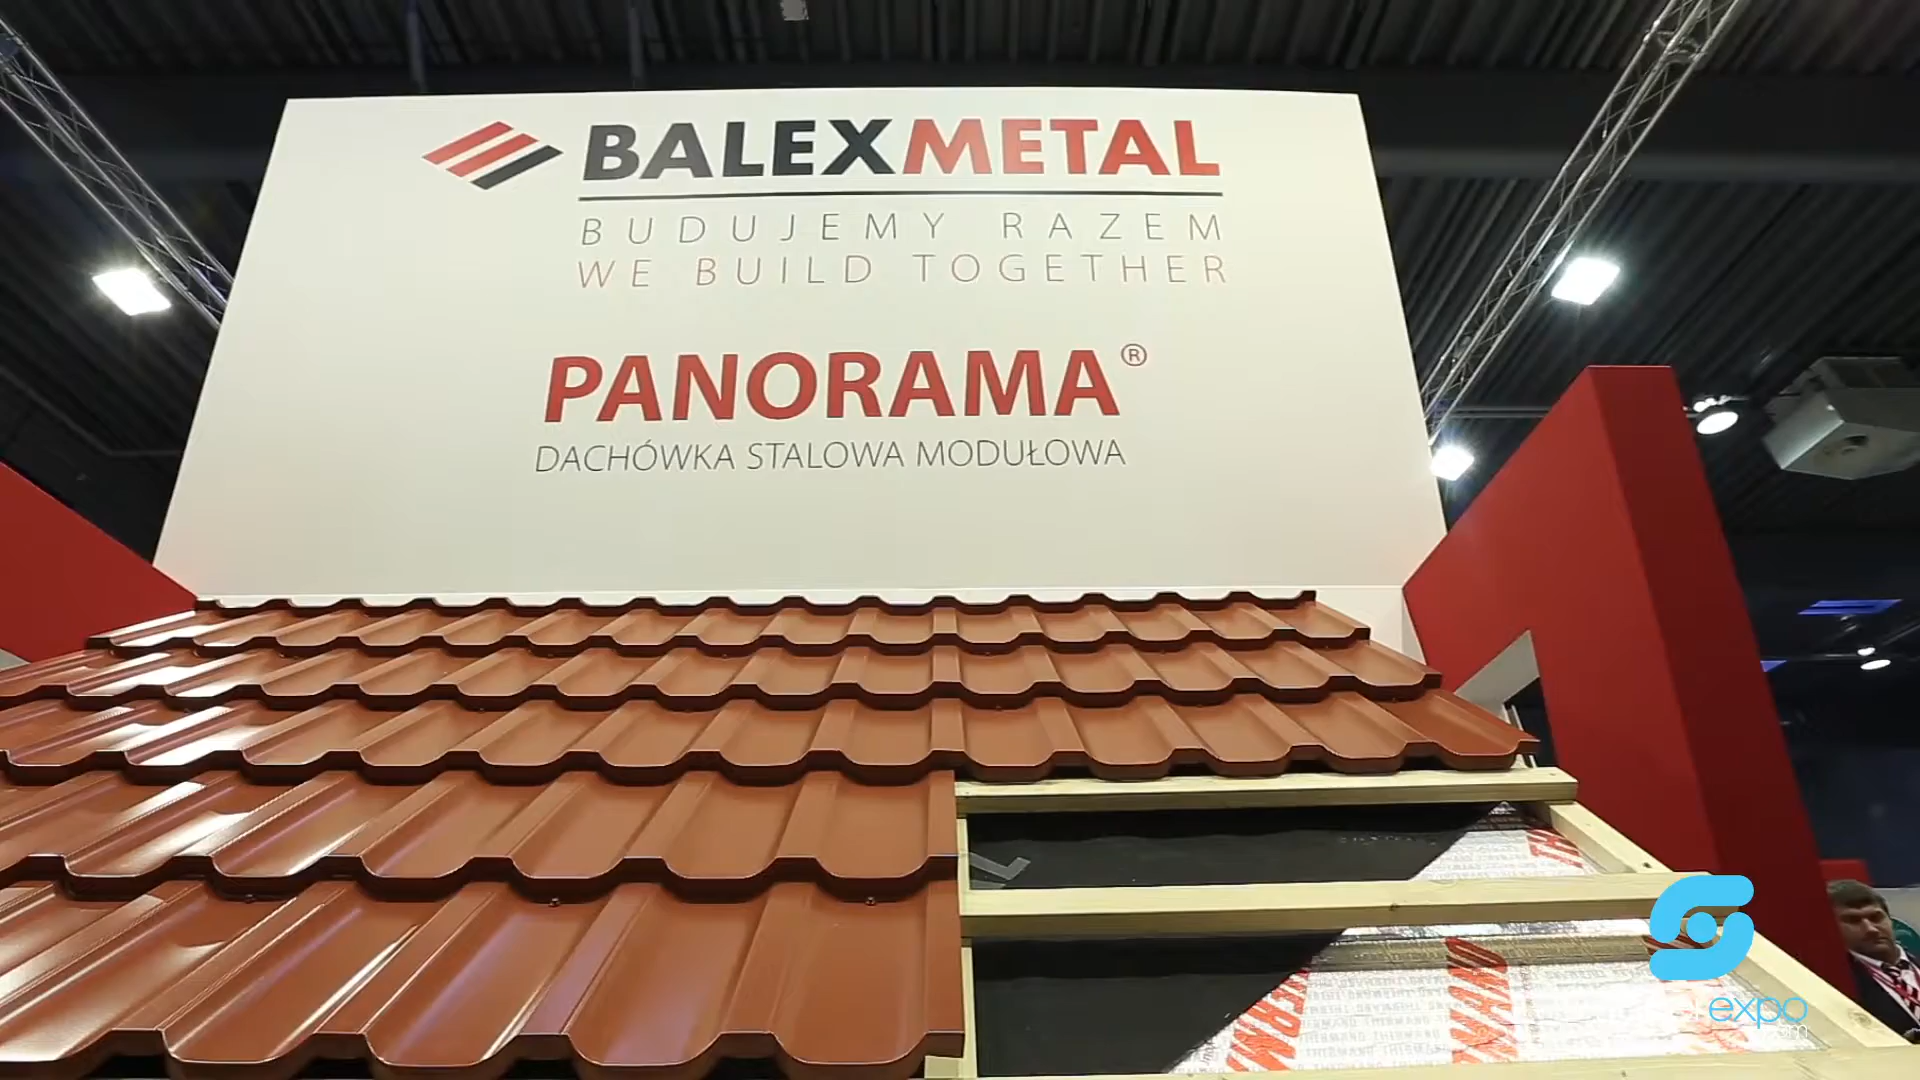 BALEXMETAL
BUDUJEMY RAZEM
WE BUILD TOGETHER
PANORAMA®
DACHÓWKA STALOWA MODUŁOWA
expo